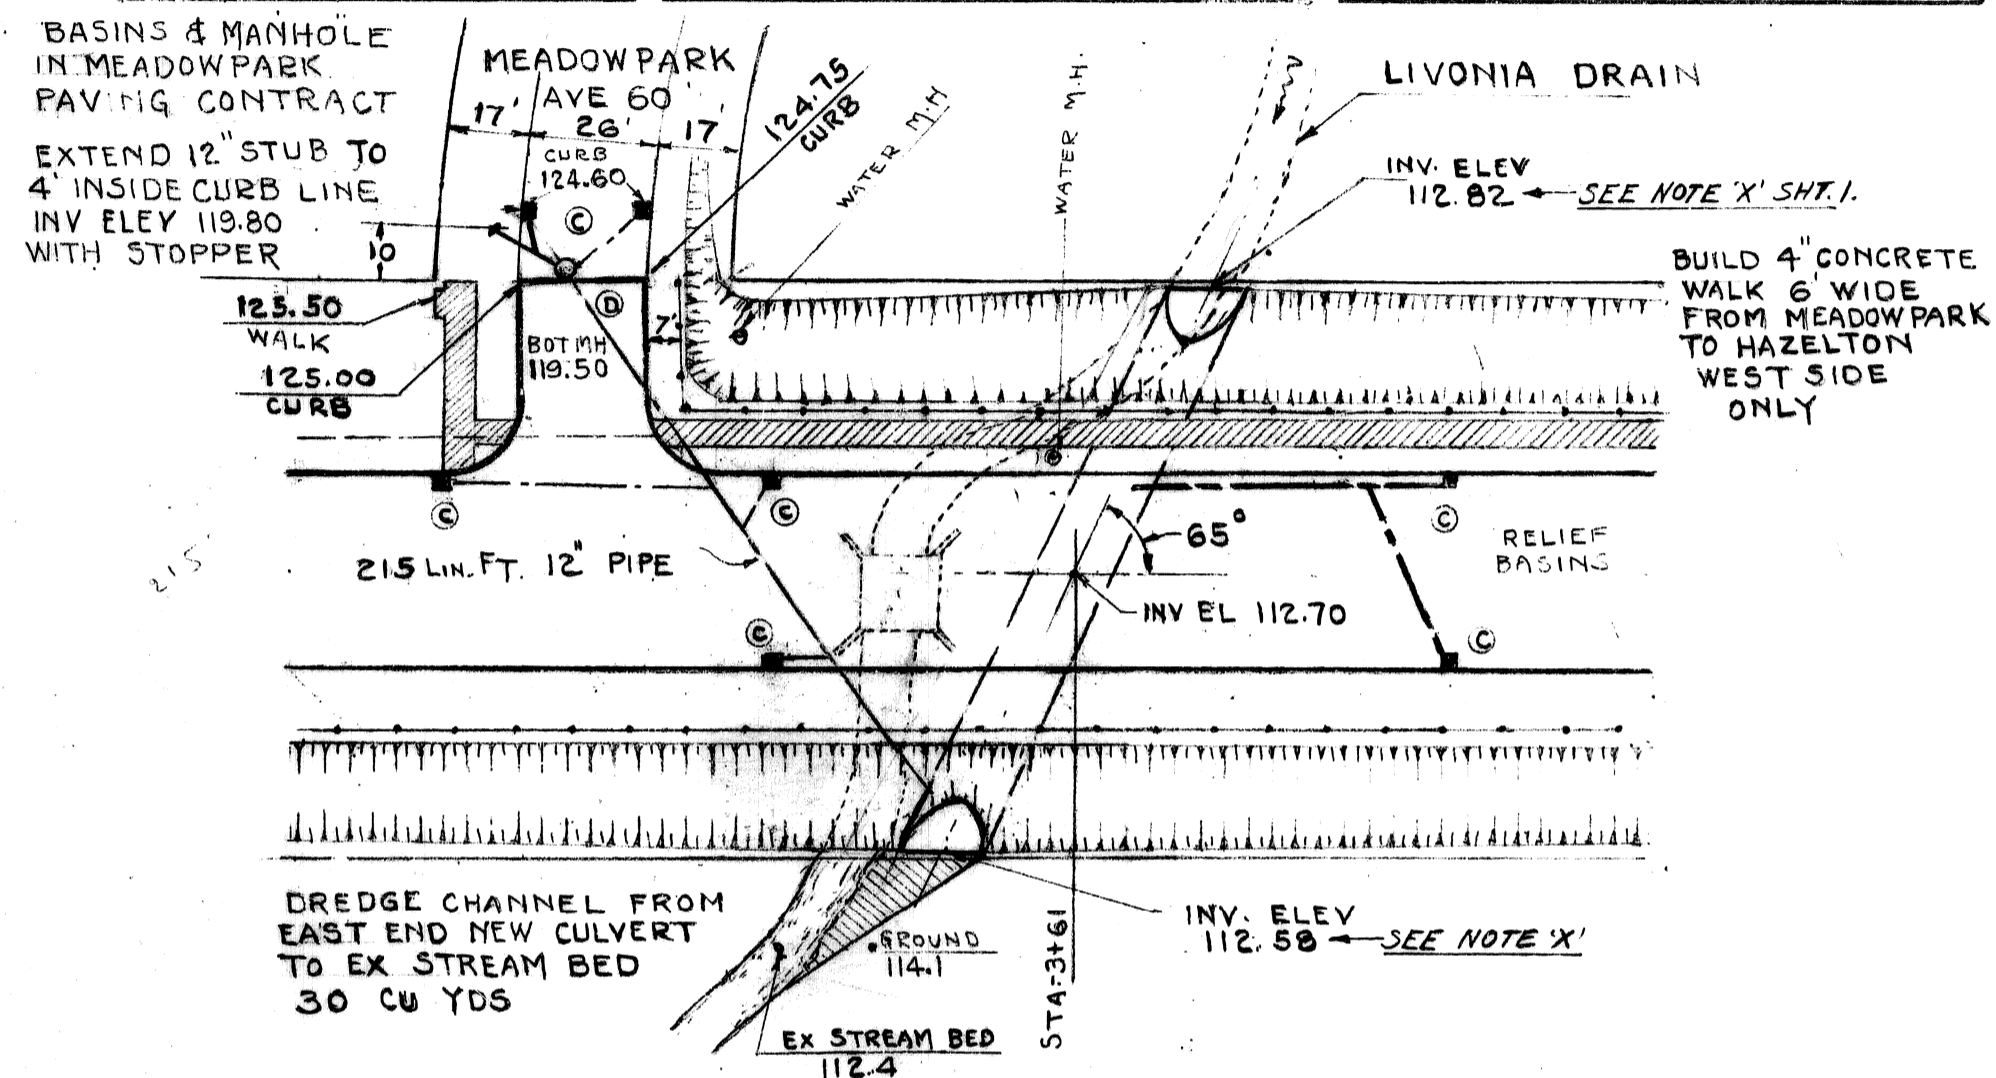 BASINS & MANHOLE
IN MEADOWPARK
PAVING CONTRACT
EXTEND 12" STUB TO
4' INSIDE CURB LINE
INV ELEV 119.80
WITH STOPPER
10
MEADOWPARK
AVE 60'
17'
26'
17'
CURB
124.60
C
124.75
CURB
WATER M.H
WATER M.H.
LIVONIA DRAIN
INV. ELEV
112.82 SEE NOTE 'X' SHT. 1.
BUILD 4" CONCRETE
WALK 6' WIDE
FROM MEADOWPARK
TO HAZELTON
WEST SIDE
ONLY
125.50
WALK
125.00
CURB
D
BOT MH
119.50
7'
C
C
C
65°
RELIEF
BASINS
215
215 LIN. FT. 12" PIPE
INV EL 112.70
C
C
DREDGE CHANNEL FROM
EAST END NEW CULVERT
TO EX STREAM BED
30 CU YDS
GROUND
114.1
EX STREAM BED
112.4
STA=3+61
INV. ELEV
112.58 SEE NOTE 'X'